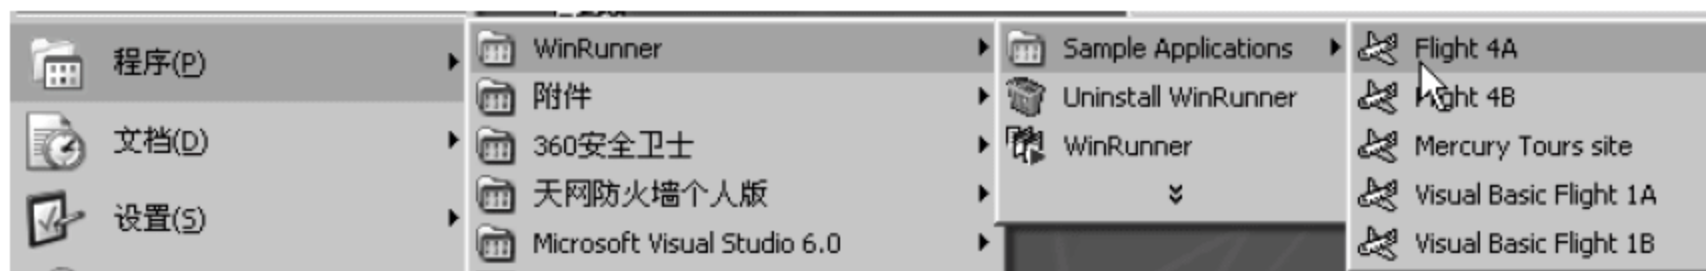 程序(P)
文档(D)
设置(S)
WinRunner
附件
360安全卫士
天网防火墙个人版
Microsoft Visual Studio 6.0
Sample Applications
Uninstall WinRunner
WinRunner
Flight 4A
Flight 4B
Mercury Tours site
Visual Basic Flight 1A
Visual Basic Flight 1B